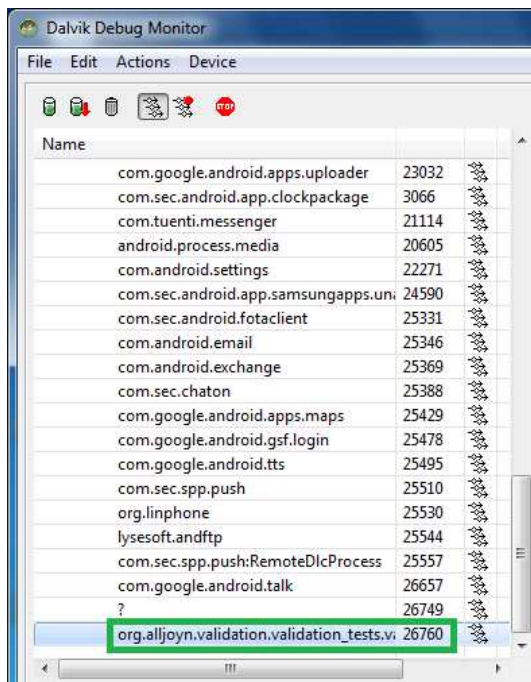 Dalvik Debug Monitor
File Edit Actions Device
STOP
Name
com.google.android.apps.uploader 23032
com.sec.android.app.clockpackage 3066
com.tuenti.messenger 21114
android.process.media 20605
com.android.settings 22271
com.sec.android.app.samsungapps.una 24590
com.sec.android.fotaclient 25331
com.android.email 25346
com.android.exchange 25369
com.sec.chaton 25388
com.google.android.apps.maps 25429
com.google.android.gsf.login 25478
com.google.android.tts 25495
com.sec.spp.push 25510
org.linphone 25530
lysesoft.andftp 25544
com.sec.spp.push:RemoteDlcProcess 25557
com.google.android.talk 26657
? 26749
org.alljoyn.validation.validation_tests.va 26760